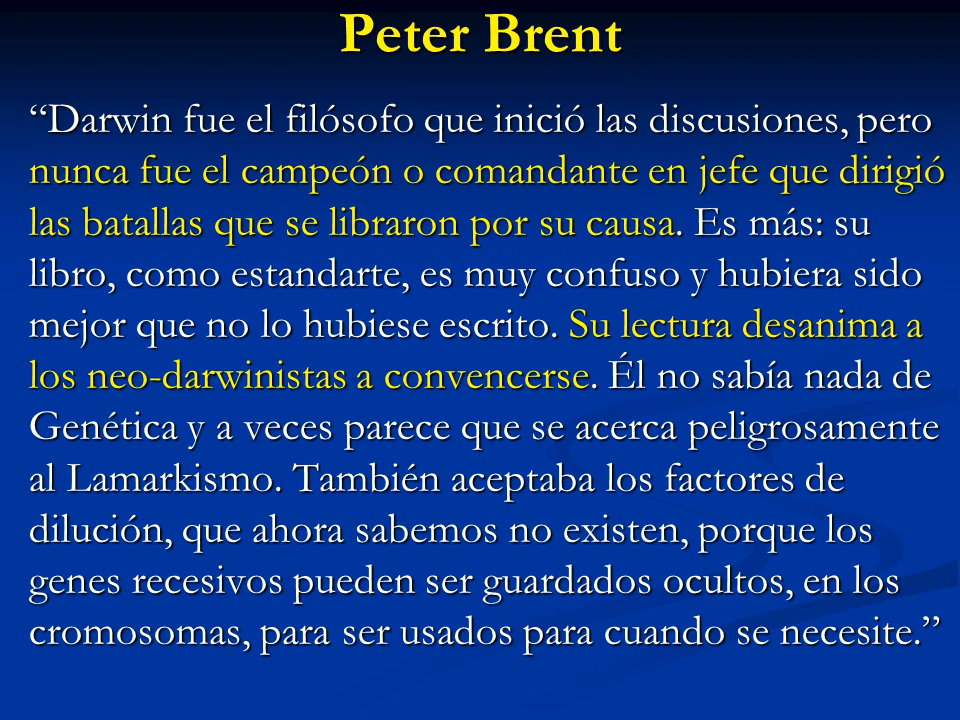 Peter Brent
“Darwin fue el filósofo que inició las discusiones, pero
nunca fue el campeón o comandante en jefe que dirigió
las batallas que se libraron por su causa. Es más: su
libro, como estandarte, es muy confuso y hubiera sido
mejor que no lo hubiese escrito. Su lectura desanima a
los neo-darwinistas a convencerse. Él no sabía nada de
Genética y a veces parece que se acerca peligrosamente
al Lamarkismo. También aceptaba los factores de
dilución, que ahora sabemos no existen, porque los
genes recesivos pueden ser guardados ocultos, en los
cromosomas, para ser usados para cuando se necesite.”